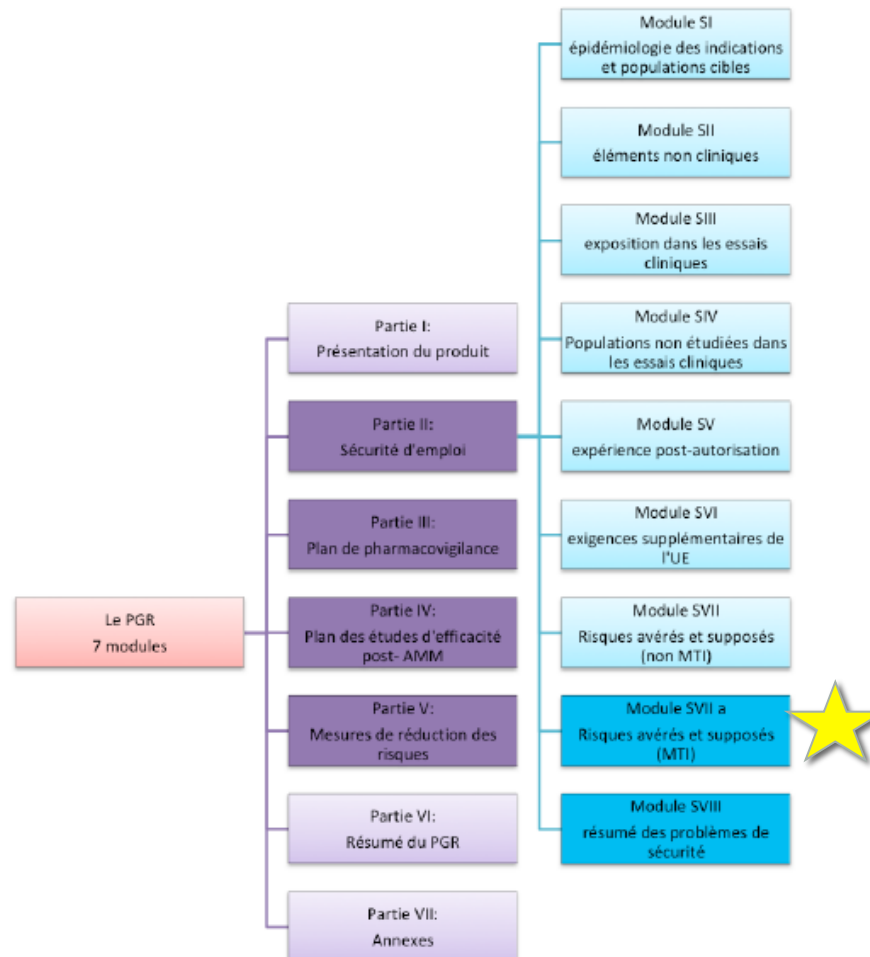 Le PGR
7 modules
Partie I:
Présentation du produit
Partie II:
Sécurité d'emploi
Partie III:
Plan de pharmacovigilance
Partie IV:
Plan des études d'efficacité
post- AMM
Partie V:
Mesures de réduction des
risques
Partie VI:
Résumé du PGR
Partie VII:
Annexes
Module SI
épidémiologie des indications
et populations cibles
Module SII
éléments non cliniques
Module SIII
exposition dans les essais
cliniques
Module SIV
Populations non étudiées dans
les essais cliniques
Module SV
expérience post-autorisation
Module SVI
exigences supplémentaires de
l'UE
Module SVII
Risques avérés et supposés
(non MTI)
Module SVII a
Risques avérés et supposés
(MTI)
Module SVIII
résumé des problèmes de
sécurité